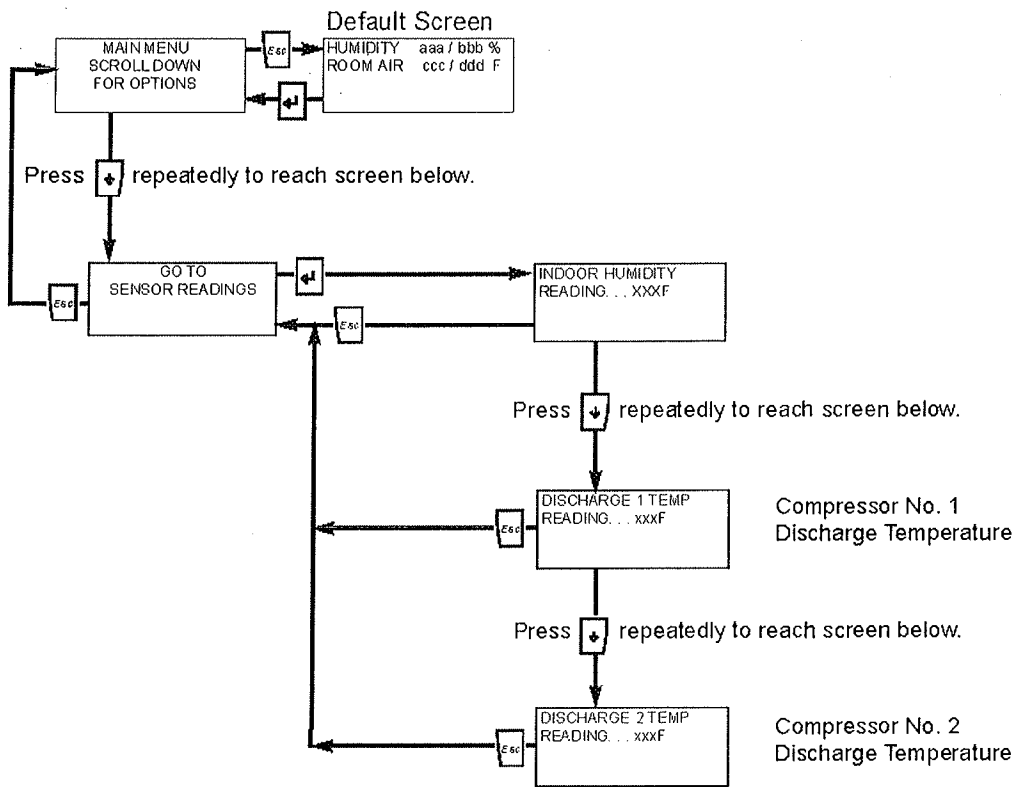 Default Screen
MAIN MENU
SCROLL DOWN
FOR OPTIONS
Esc
HUMIDITY aaa / bbb %
ROOM AIR ccc / ddd F
Press repeatedly to reach screen below.
GO TO
SENSOR READINGS
Esc
INDOOR HUMIDITY
READING. . . XXXF
Esc
Press repeatedly to reach screen below.
DISCHARGE 1 TEMP
READING. . . xxxF
Esc
Compressor No. 1
Discharge Temperature
Press repeatedly to reach screen below.
DISCHARGE 2 TEMP
READING. . . xxxF
Esc
Compressor No. 2
Discharge Temperature